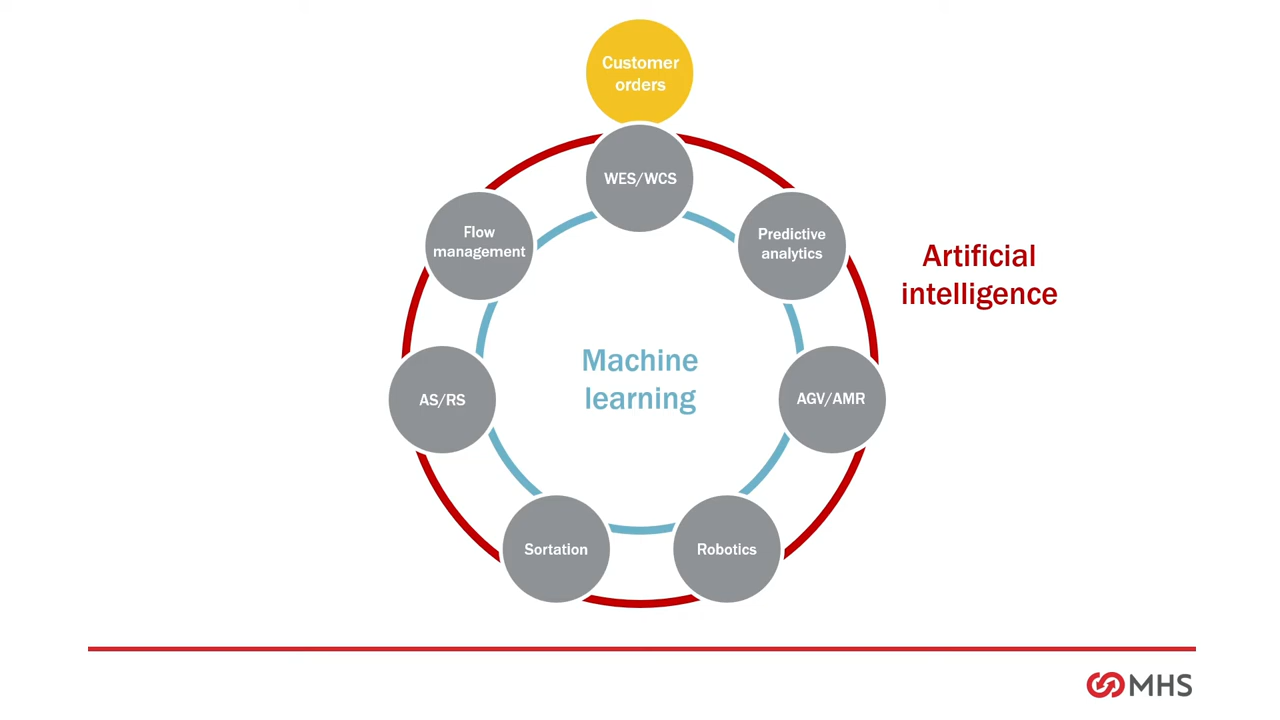 Customer
orders
WES/WCS
Flow
management
Predictive
analytics
Artificial
intelligence
Machine
learning
AS/RS
AGV/AMR
Sortation
Robotics
MHS